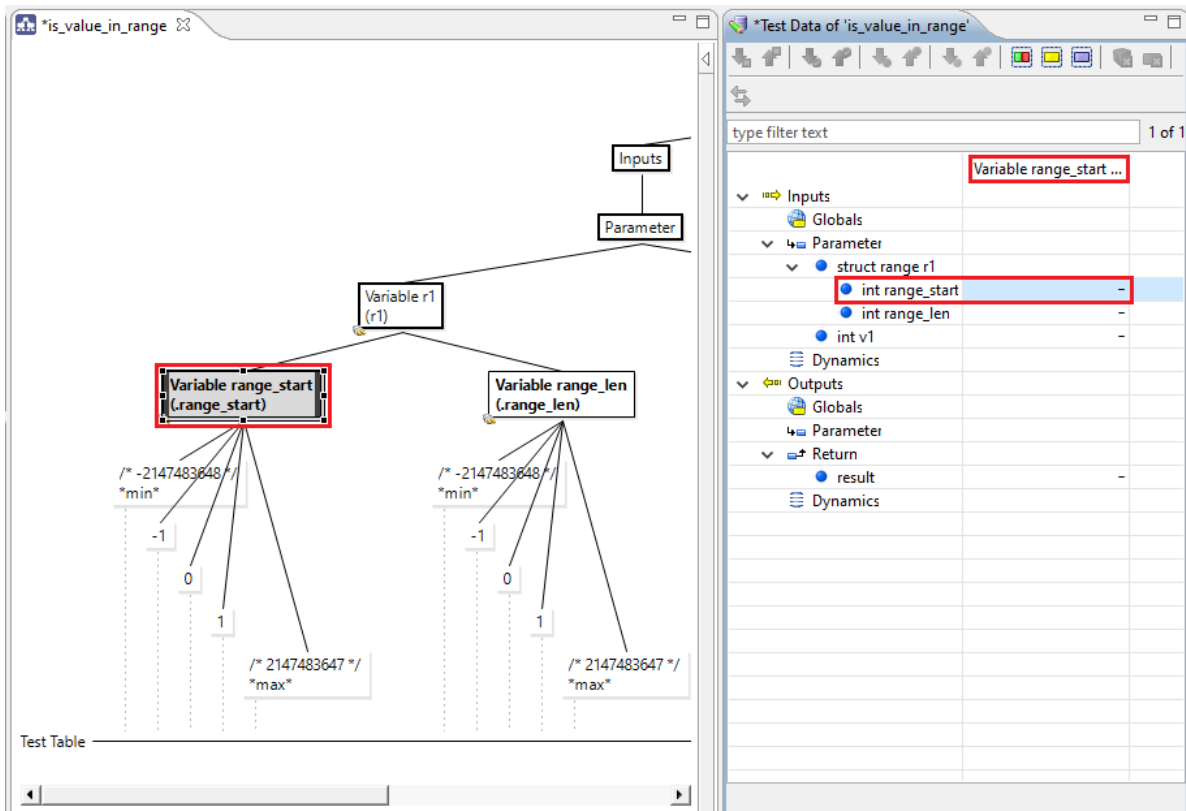 *is_value_in_range
Inputs
Parameter
Variable r1
(r1)
Variable range_start
(.range_start)
Variable range_len
(.range_len)
/* -2147483648 */
*min*
-1
0
1
/* 2147483647 */
*max*
/* -2147483648 */
*min*
-1
0
1
/* 2147483647 */
*max*
Test Table
*Test Data of 'is_value_in_range'
type filter text
1 of 1
Variable range_start ...
Inputs
Globals
Parameter
struct range r1
int range_start -
int range_len -
int v1 -
Dynamics
Outputs
Globals
Parameter
Return
result -
Dynamics